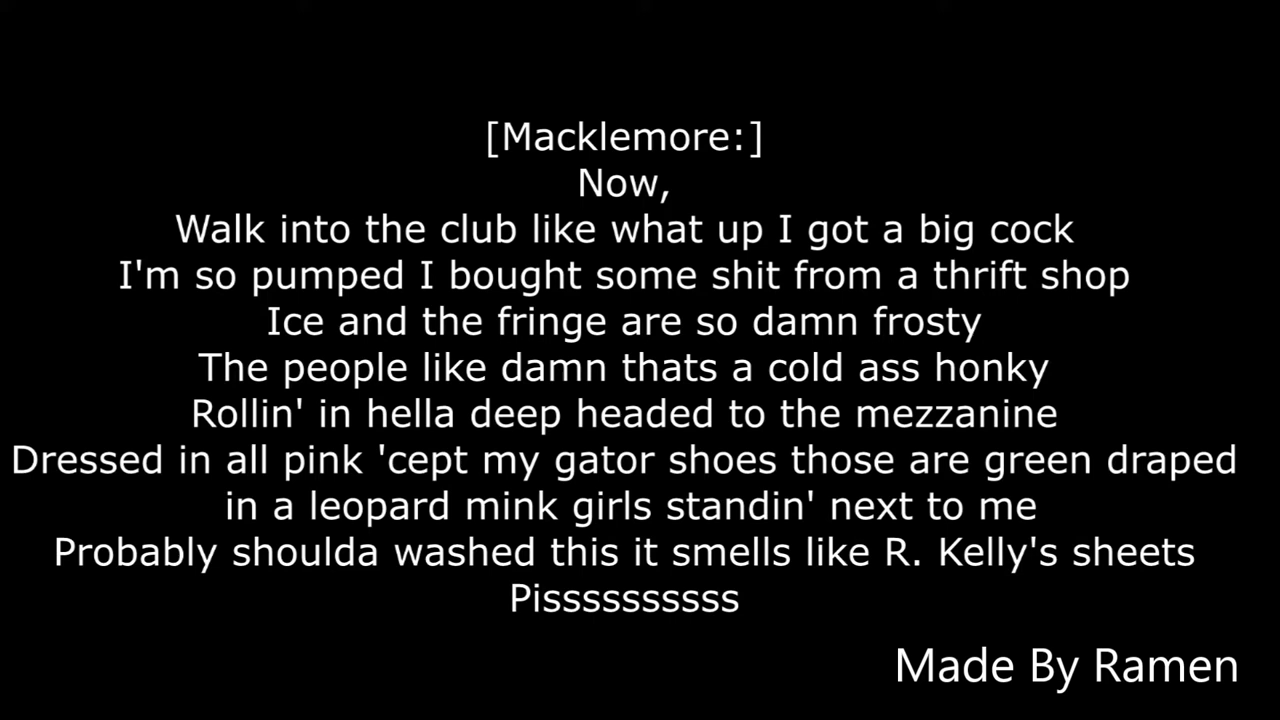 [Macklemore:]
Now,
Walk into the club like what up I got a big cock
I'm so pumped I bought some shit from a thrift shop
Ice and the fringe are so damn frosty
The people like damn thats a cold ass honky
Rollin' in hella deep headed to the mezzanine
Dressed in all pink 'cept my gator shoes those are green draped
in a leopard mink girls standin' next to me
Probably shoulda washed this it smells like R. Kelly's sheets
Pissssssssss
Made By Ramen